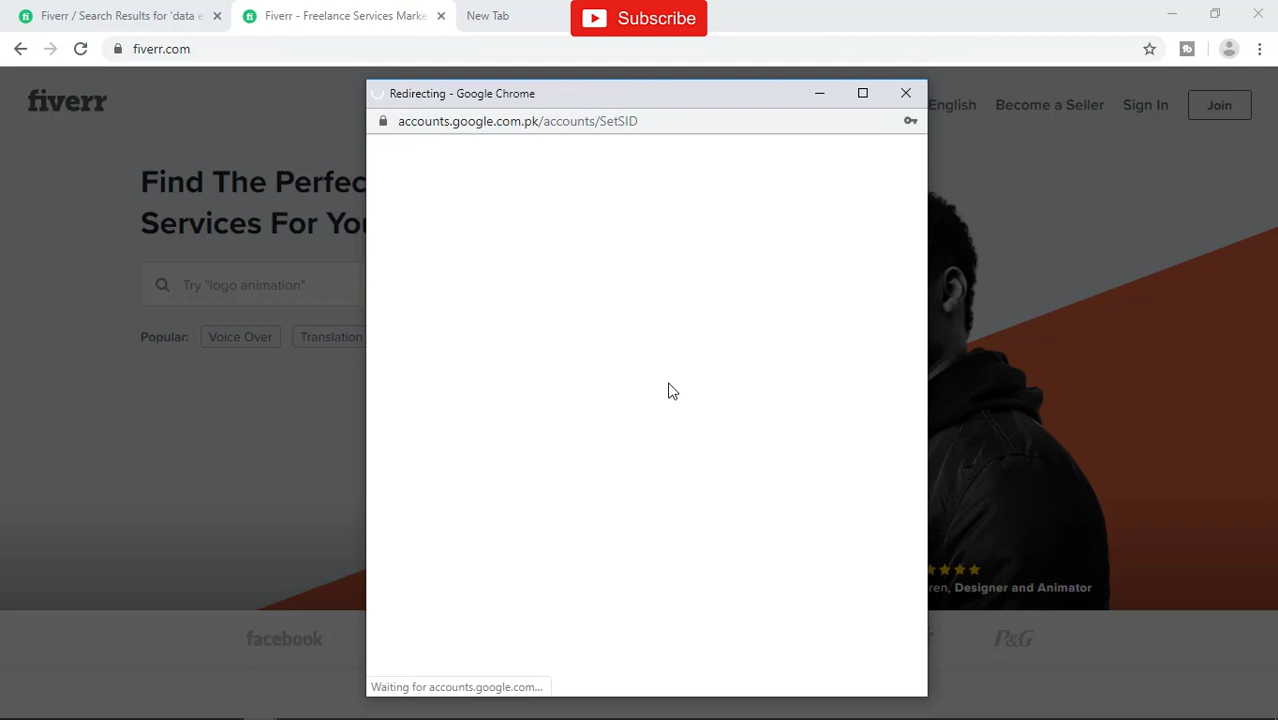 Fiverr / Search Results for 'data e
Fiverr - Freelance Services Marke
New Tab
Subscribe
fiverr.com
Redirecting - Google Chrome
accounts.google.com.pk/accounts/SetSID
fiverr
English
Become a Seller
Sign In
Join
Find The Perfec
Services For Yo
Try "logo animation"
Popular:
Voice Over
Translation
ren, Designer and Animator
facebook
P&G
Waiting for accounts.google.com...